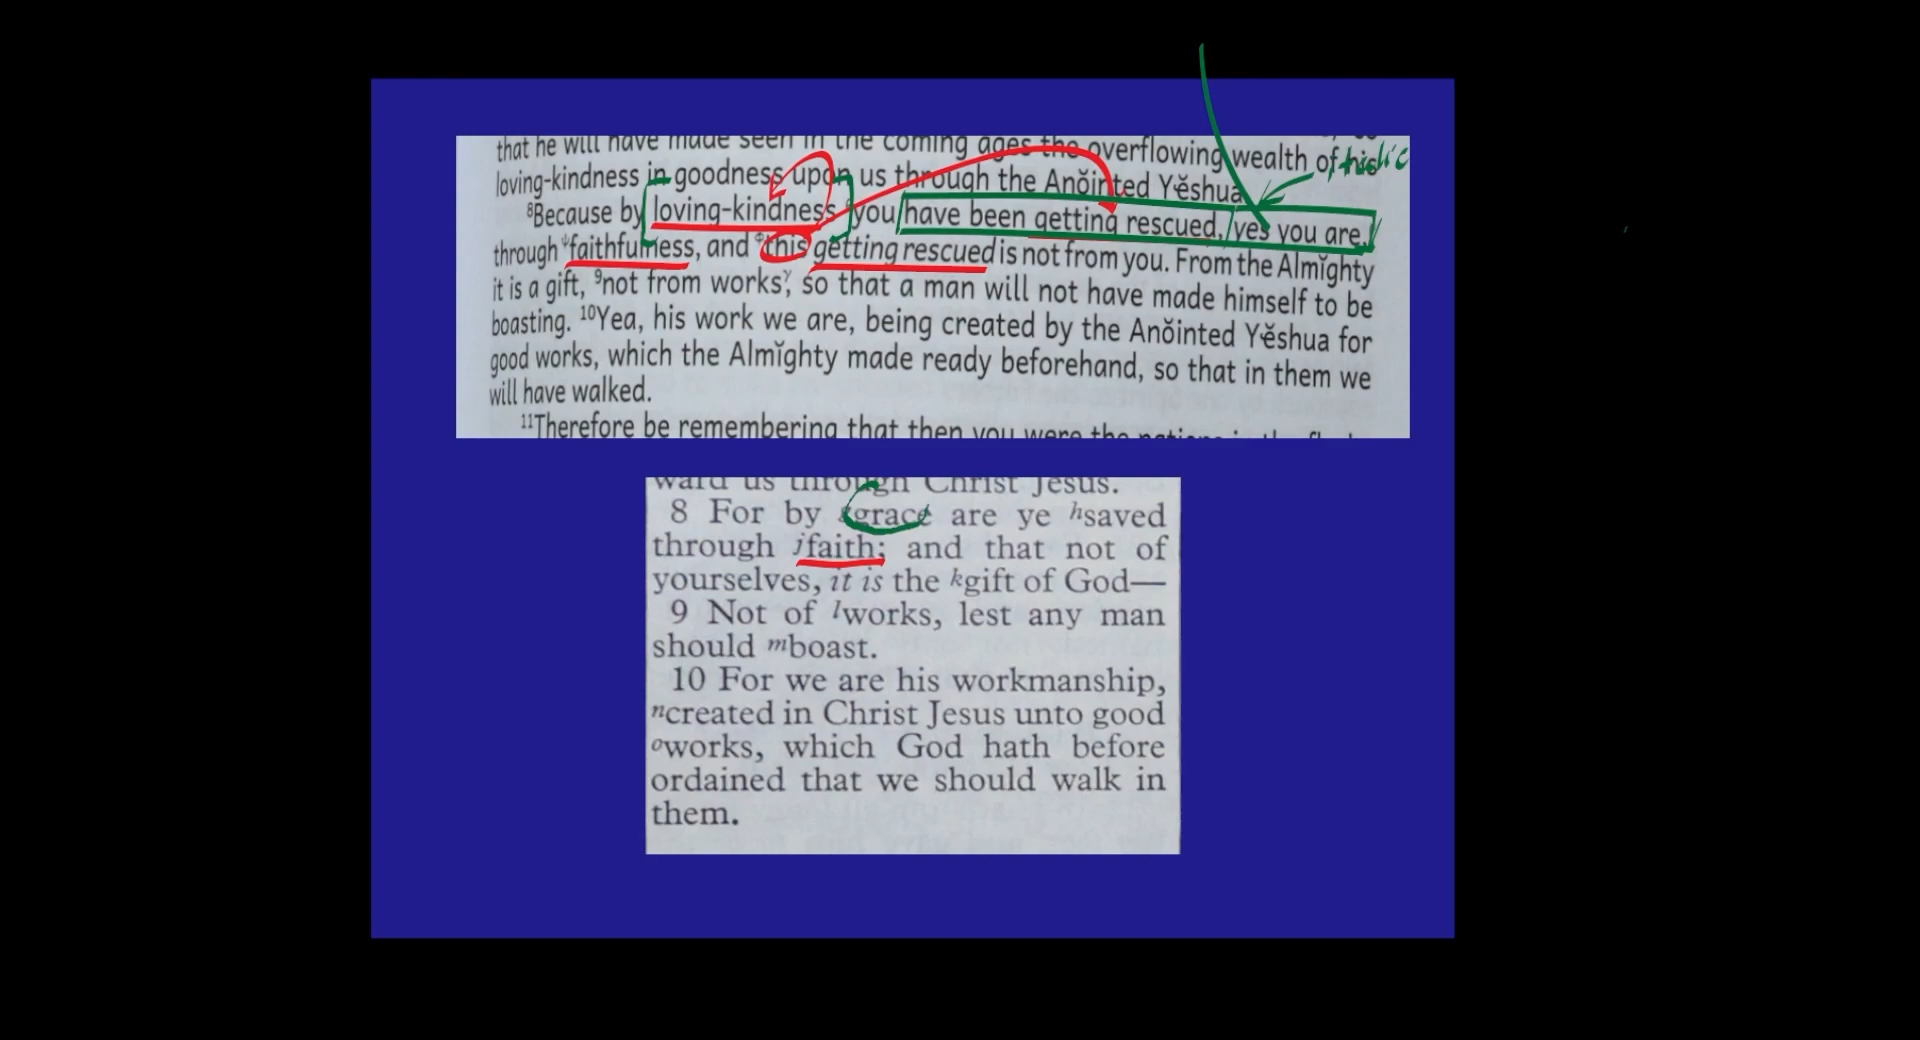 that he will have made seen in the coming ages the overflowing wealth of his
loving-kindness in goodness upon us through the Anŏinted Yĕshua
⁸Because by loving-kindness you have been getting rescued, yes you are,
through ᵠfaithfulness, and this getting rescued is not from you. From the Almĭghty
it is a gift, ⁹not from worksᵞ, so that a man will not have made himself to be
boasting. ¹⁰Yea, his work we are, being created by the Anŏinted Yĕshua for
good works, which the Almĭghty made ready beforehand, so that in them we
will have walked.
¹¹Therefore be remembering that then you were the nations in the
ward us through Christ Jesus.
8 For by grace are ye ʰsaved
through ʲfaith; and that not of
yourselves, it is the ᵏgift of God—
9 Not of ˡworks, lest any man
should ᵐboast.
10 For we are his workmanship,
ⁿcreated in Christ Jesus unto good
ᵒworks, which God hath before
ordained that we should walk in
them.